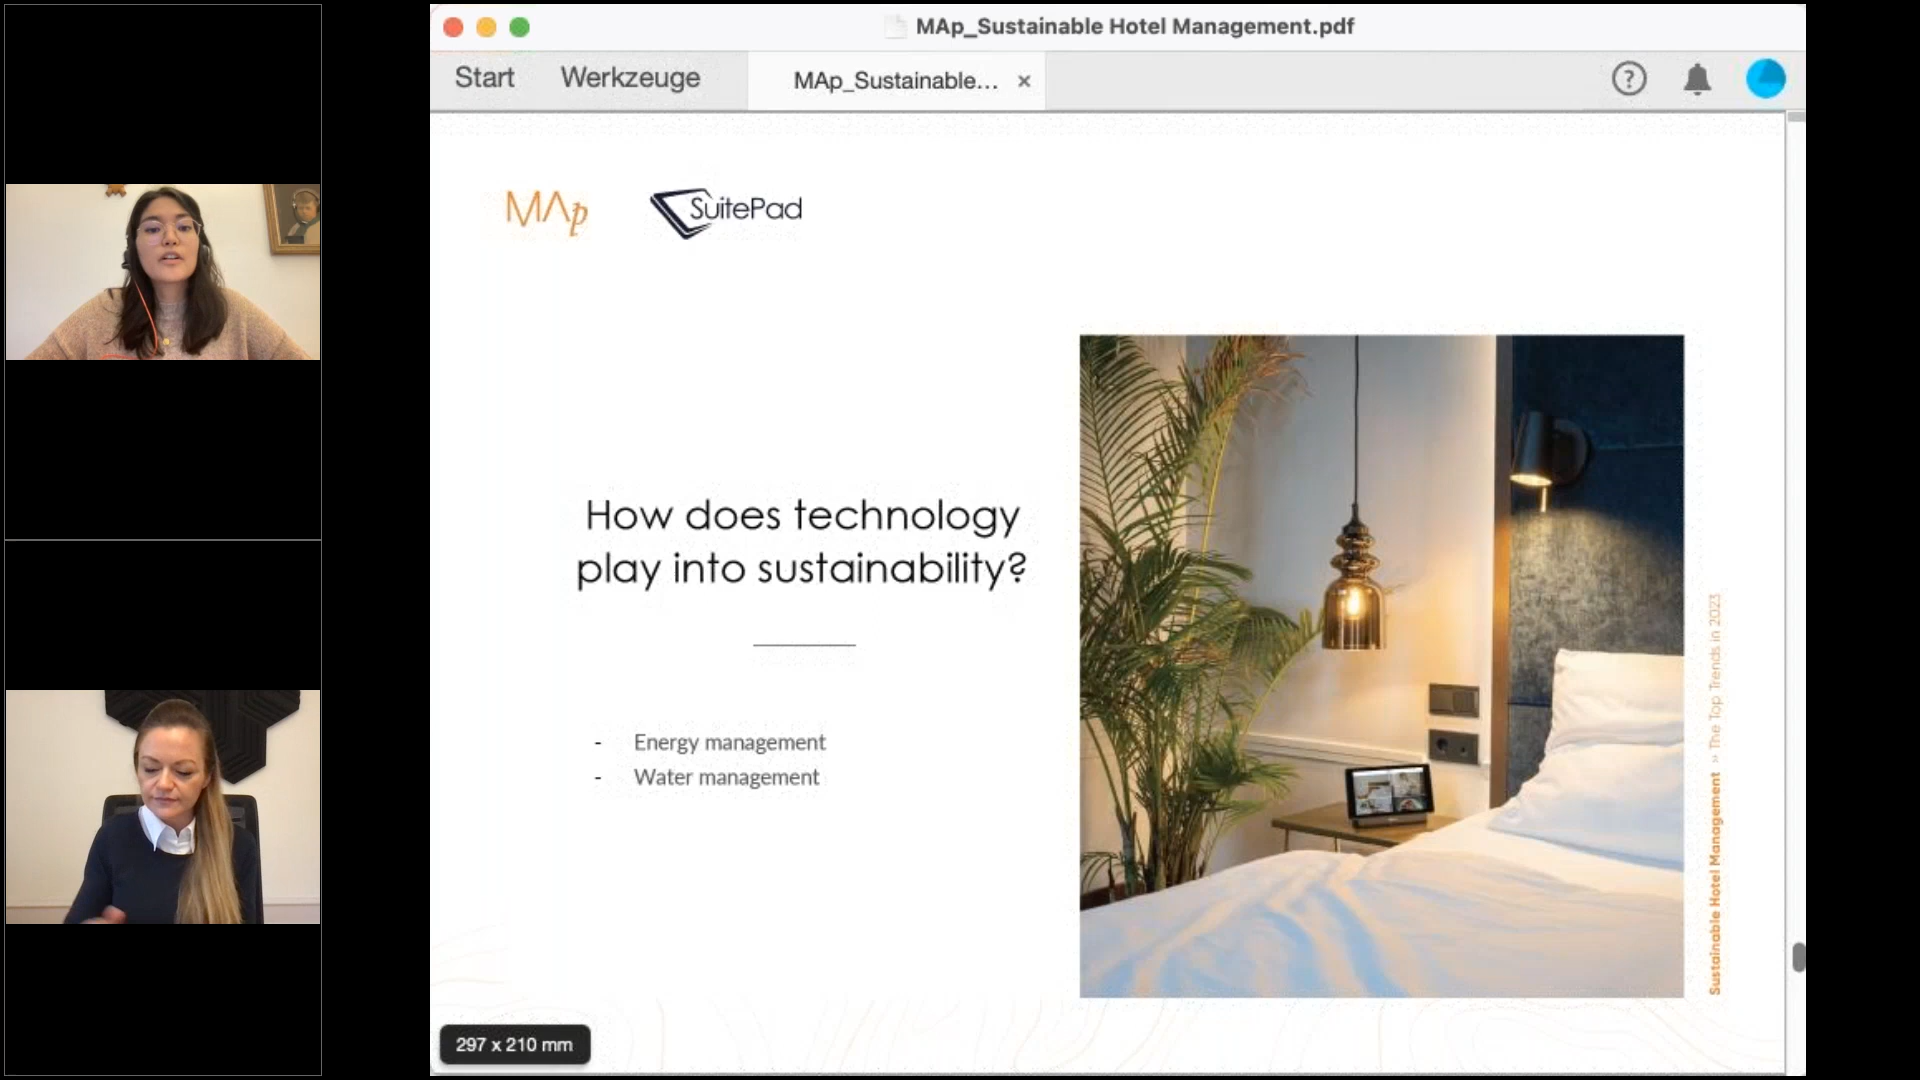 MAp_Sustainable Hotel Management.pdf
Start Werkzeuge MAp_Sustainable... ×
?
MAp SuitePad
How does technology
play into sustainability?
- Energy management
- Water management
Sustainable Hotel Management » The Top Trends in 2023
297 x 210 mm